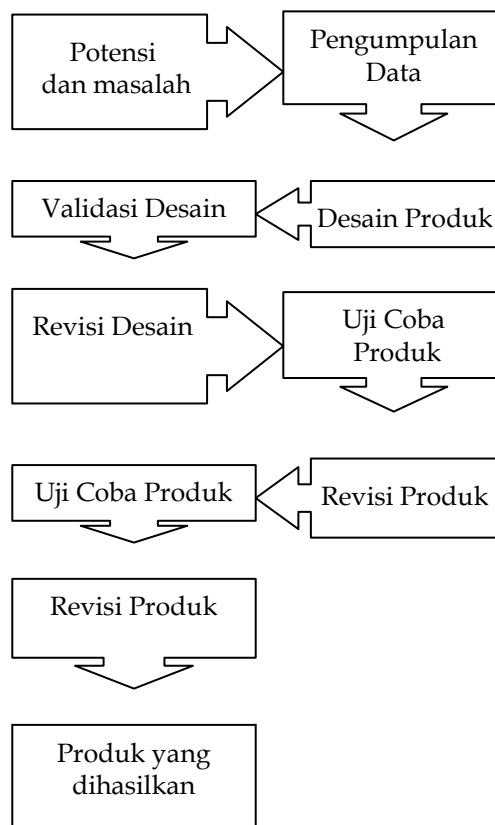 Potensi
dan masalah
Pengumpulan
Data
Desain Produk
Validasi Desain
Revisi Desain
Uji Coba
Produk
Revisi Produk
Uji Coba Produk
Revisi Produk
Produk yang
dihasilkan